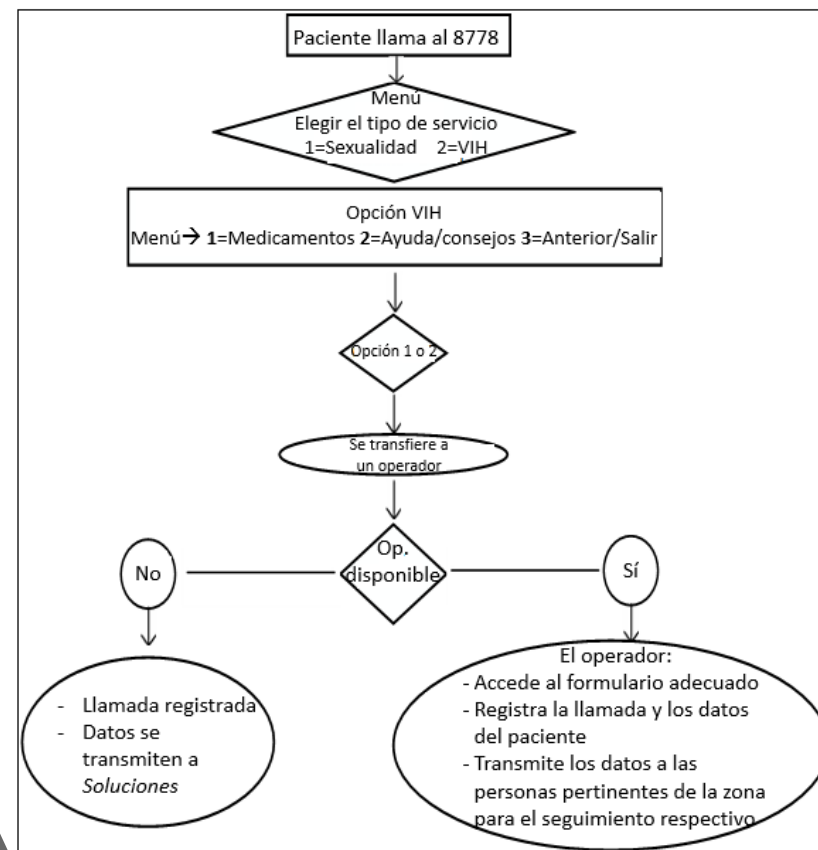 Paciente llama al 8778
Menú
Elegir el tipo de servicio
1=Sexualidad 2=VIH
Opción VIH
Menú→ 1=Medicamentos 2=Ayuda/consejos 3=Anterior/Salir
Opción 1 o 2
Se transfiere a
un operador
Op.
disponible
No
Sí
- Llamada registrada
- Datos se
transmiten a
Soluciones
El operador:
- Accede al formulario adecuado
- Registra la llamada y los datos
del paciente
- Transmite los datos a las
personas pertinentes de la zona
para el seguimiento respectivo